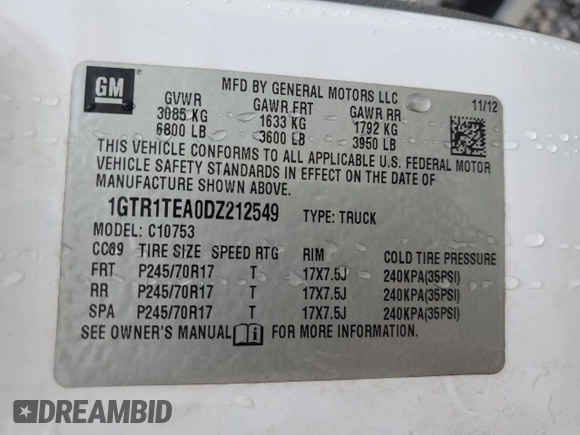 GM
MFD BY GENERAL MOTORS LLC
11/12
GVWR GAWR FRT GAWR RR
3085 KG 1633 KG 1792 KG
6800 LB 3600 LB 3950 LB
THIS VEHICLE CONFORMS TO ALL APPLICABLE U.S. FEDERAL MOTOR
VEHICLE SAFETY STANDARDS IN EFFECT ON THE DATE OF
MANUFACTURE SHOWN ABOVE.
1GTR1TEA0DZ212549 TYPE: TRUCK
MODEL: C10753
CC69 TIRE SIZE SPEED RTG RIM COLD TIRE PRESSURE
FRT P245/70R17 T 17X7.5J 240KPA(35PSI)
RR P245/70R17 T 17X7.5J 240KPA(35PSI)
SPA P245/70R17 T 17X7.5J 240KPA(35PSI)
SEE OWNER'S MANUAL FOR MORE INFORMATION.
DREAMBID